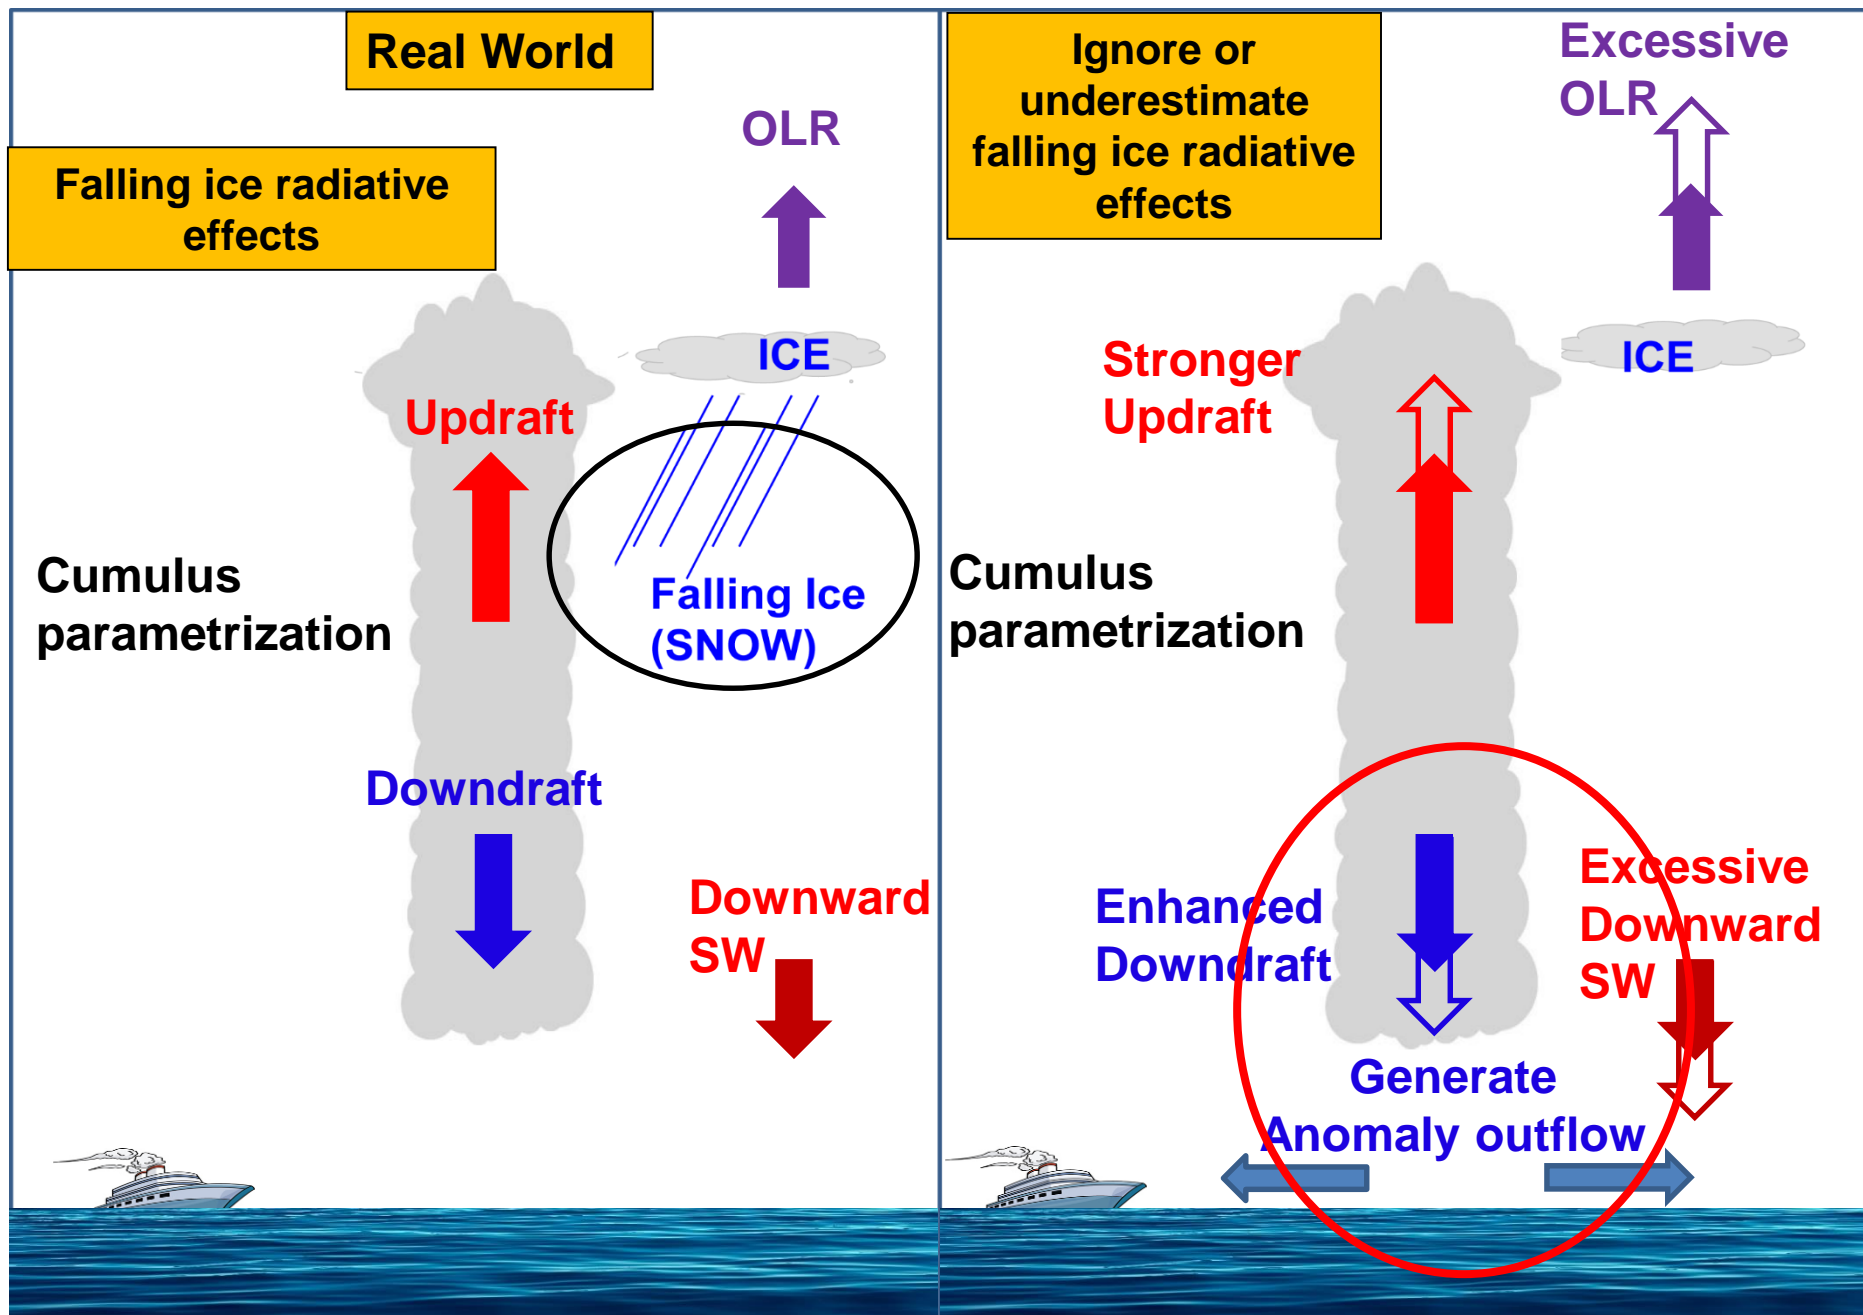 Real World
Falling ice radiative
effects
OLR
ICE
Updraft
Falling Ice
(SNOW)
Cumulus
parametrization
Downdraft
Downward
SW
Ignore or
underestimate
falling ice radiative
effects
Excessive
OLR
ICE
Stronger
Updraft
Cumulus
parametrization
Enhanced
Downdraft
Excessive
Downward
SW
Generate
Anomaly outflow